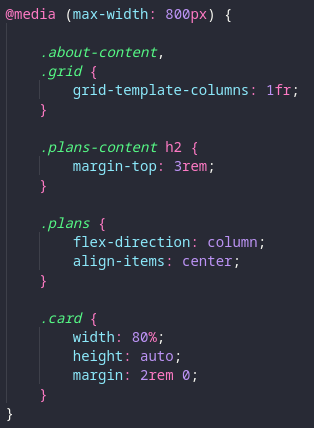 @media (max-width: 800px) {

    .about-content,
    .grid {
        grid-template-columns: 1fr;
    }

    .plans-content h2 {
        margin-top: 3rem;
    }

    .plans {
        flex-direction: column;
        align-items: center;
    }

    .card {
        width: 80%;
        height: auto;
        margin: 2rem 0;
    }
}